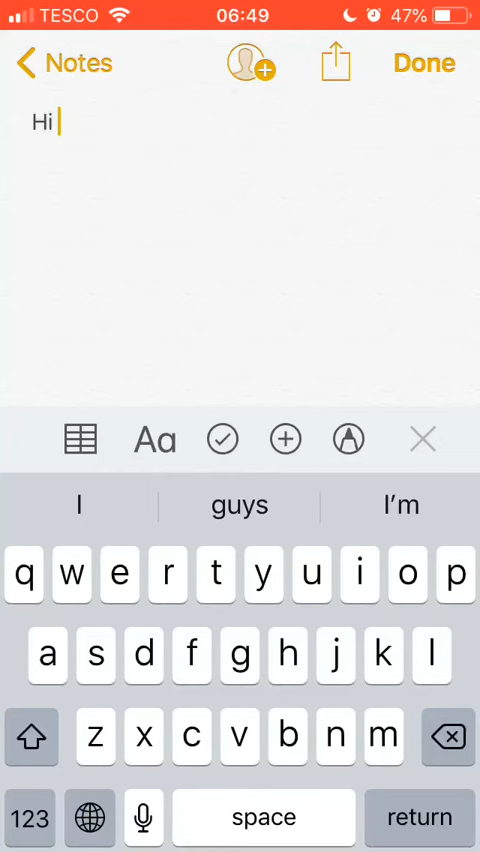 TESCO 06:49 47%
Notes Done
Hi
Aa
I guys I'm
q w e r t y u i o p
a s d f g h j k l
z x c v b n m
123 space return